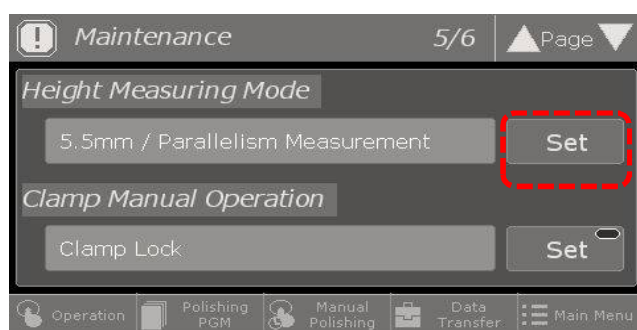 ! Maintenance 5/6 Page
Height Measuring Mode
5.5mm / Parallelism Measurement Set
Clamp Manual Operation
Clamp Lock Set
Operation Polishing PGM Manual Polishing Data Transfer Main Menu